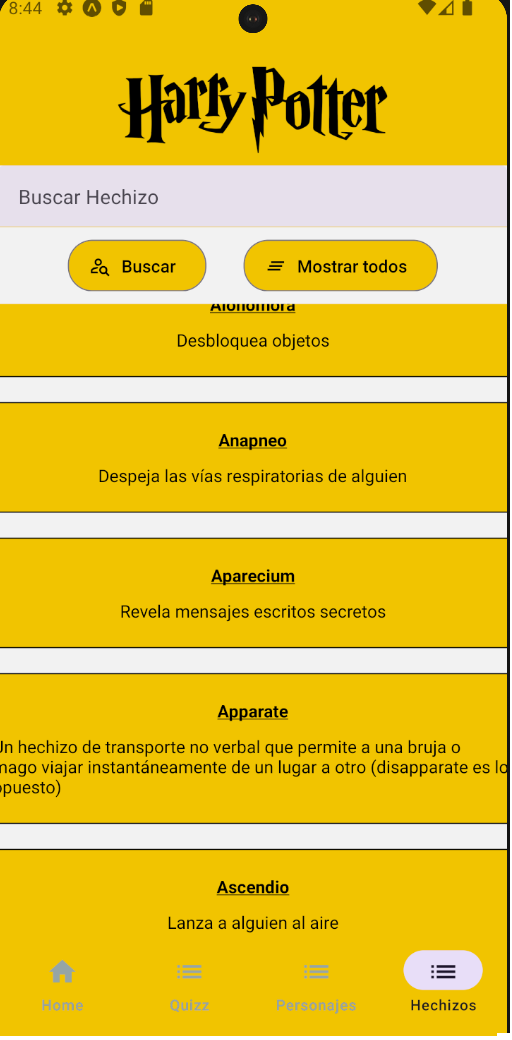 8:44
Harry Potter
Buscar Hechizo
Buscar
Mostrar todos
Alohomora
Desbloquea objetos
Anapneo
Despeja las vías respiratorias de alguien
Aparecium
Revela mensajes escritos secretos
Apparate
Un hechizo de transporte no verbal que permite a una bruja o
mago viajar instantáneamente de un lugar a otro (disapparate es lo
opuesto)
Ascendio
Lanza a alguien al aire
Home
Quizz
Personajes
Hechizos